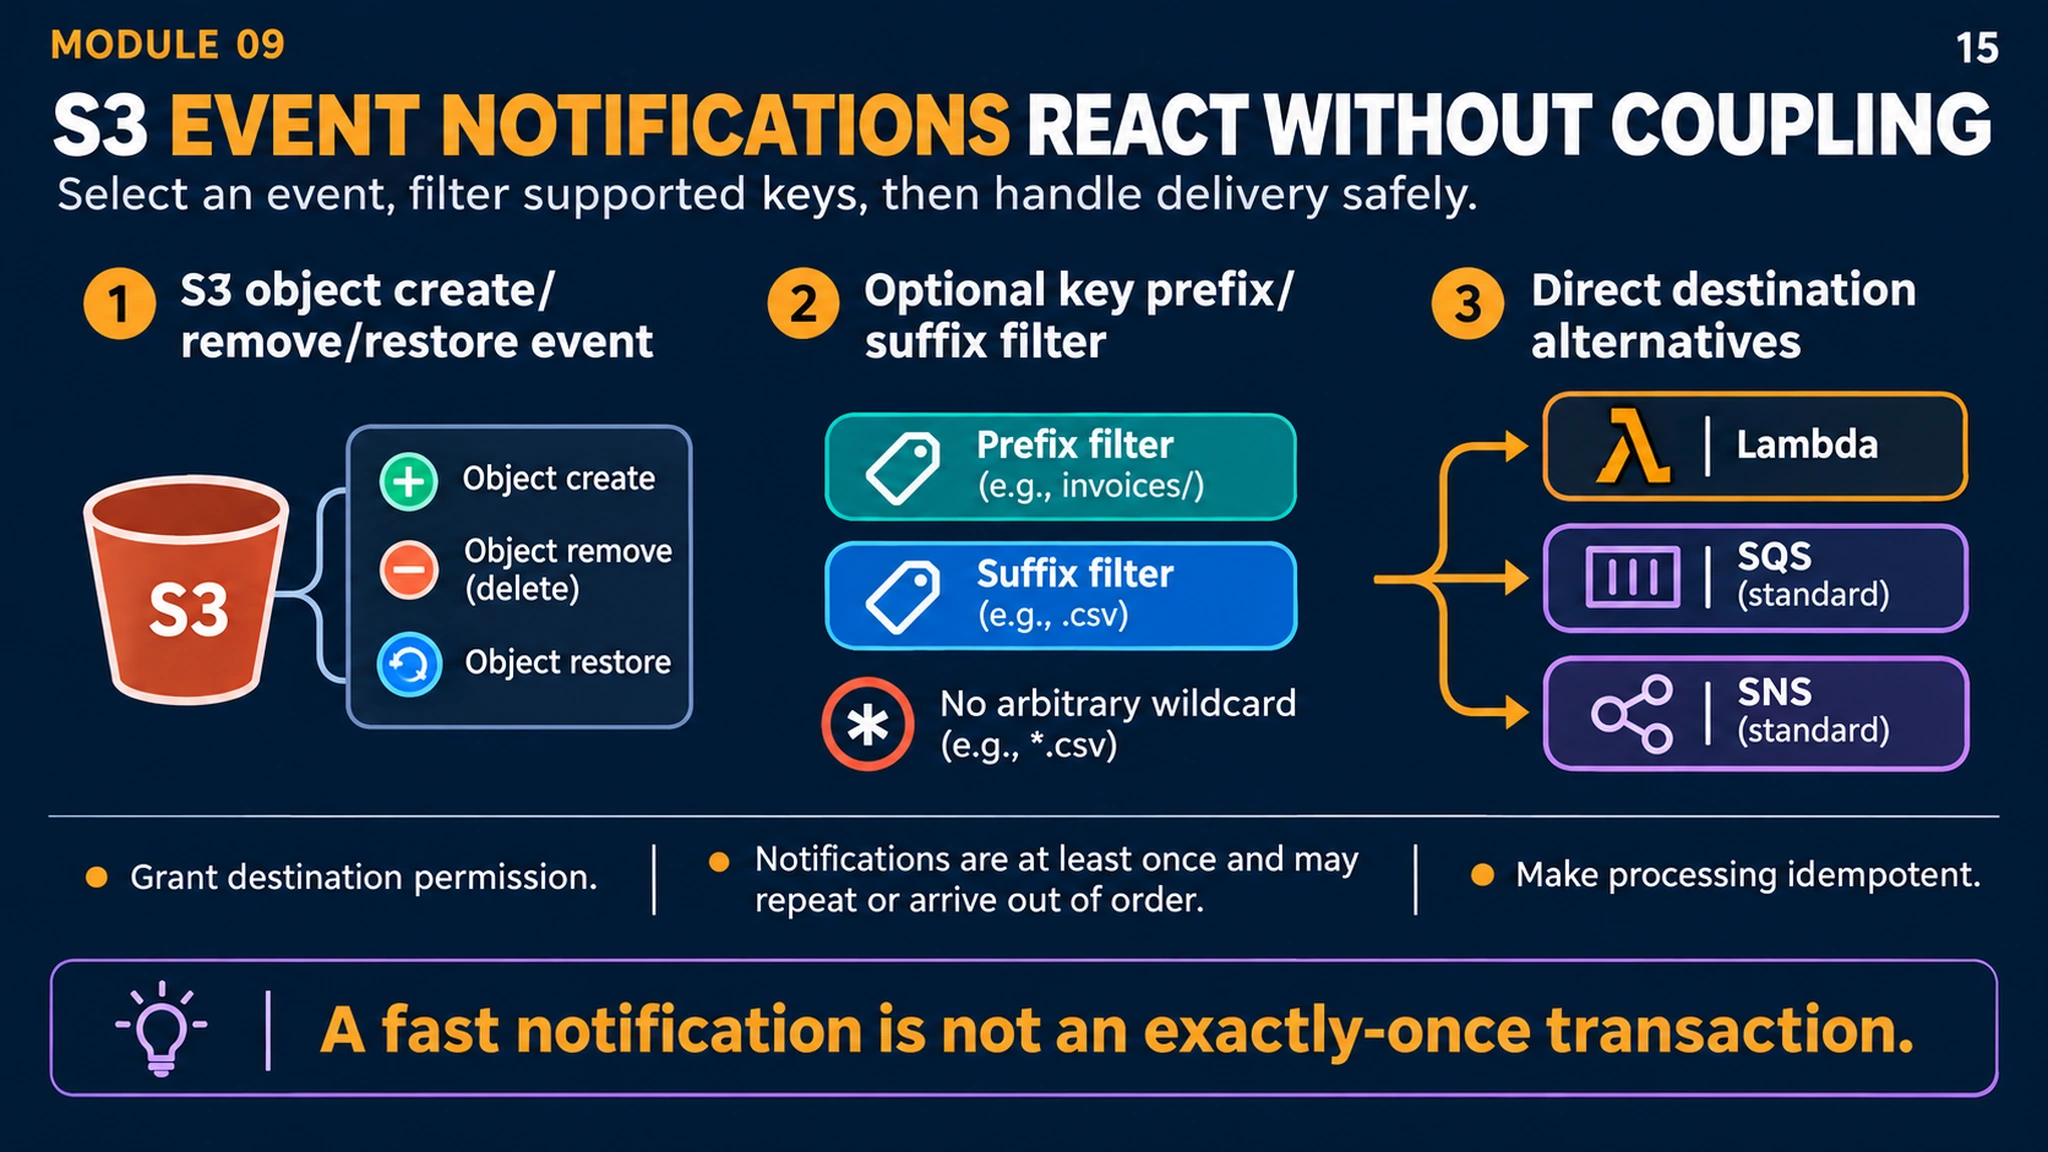 MODULE 09
15
S3 EVENT NOTIFICATIONS REACT WITHOUT COUPLING
Select an event, filter supported keys, then handle delivery safely.
1
S3 object create/
remove/restore event
S3
Object create
Object remove
(delete)
Object restore
2
Optional key prefix/
suffix filter
Prefix filter
(e.g., invoices/)
Suffix filter
(e.g., .csv)
*
No arbitrary wildcard
(e.g., *.csv)
3
Direct destination
alternatives
λ
Lambda
SQS
(standard)
SNS
(standard)
Grant destination permission.
Notifications are at least once and may
repeat or arrive out of order.
Make processing idempotent.
A fast notification is not an exactly-once transaction.